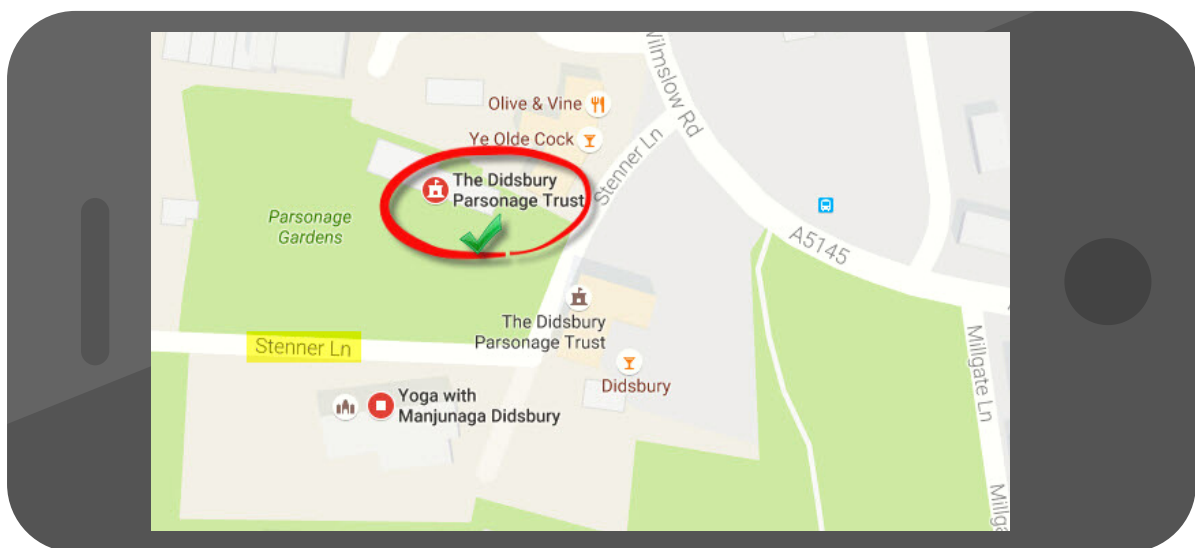 Wilmslow Rd
Olive & Vine
Ye Olde Cock
Stenner Ln
The Didsbury
Parsonage Trust
Parsonage
Gardens
A5145
The Didsbury
Parsonage Trust
Stenner Ln
Millgate Ln
Didsbury
Yoga with
Manjunaga Didsbury